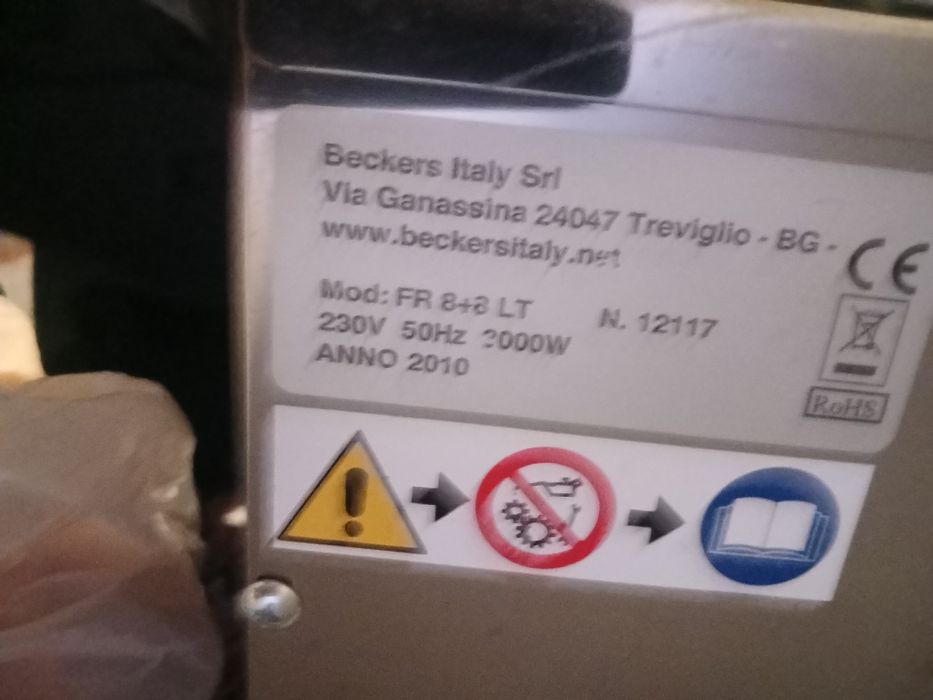 Beckers Italy Srl
Via Ganassina 24047 Treviglio - BG -
www.beckersitaly.net
CE
Mod: FR 8+8 LT N. 12117
230V 50Hz
ANNO 2010
RoHS